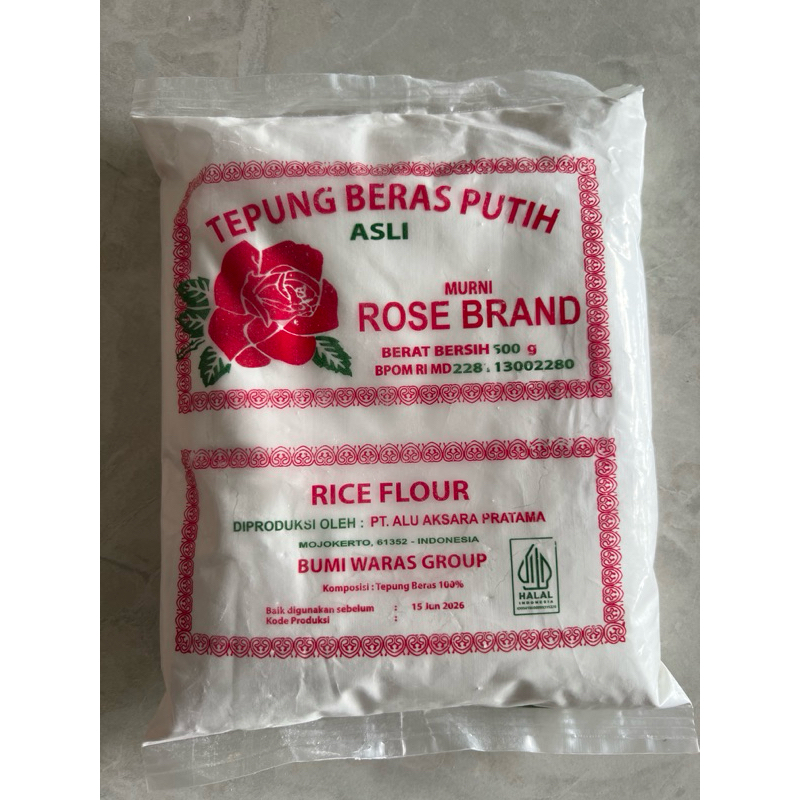 TEPUNG BERAS PUTIH
ASLI
MURNI
ROSE BRAND
BERAT BERSIH 500 g
BPOM RI MD 228 . 13002280
RICE FLOUR
DIPRODUKSI OLEH : PT. ALU AKSARA PRATAMA
MOJOKERTO, 61352 - INDONESIA
BUMI WARAS GROUP
Komposisi : Tepung Beras 100%
Baik digunakan sebelum : 15 Jun 2026
Kode Produksi :
HALAL
INDONESIA